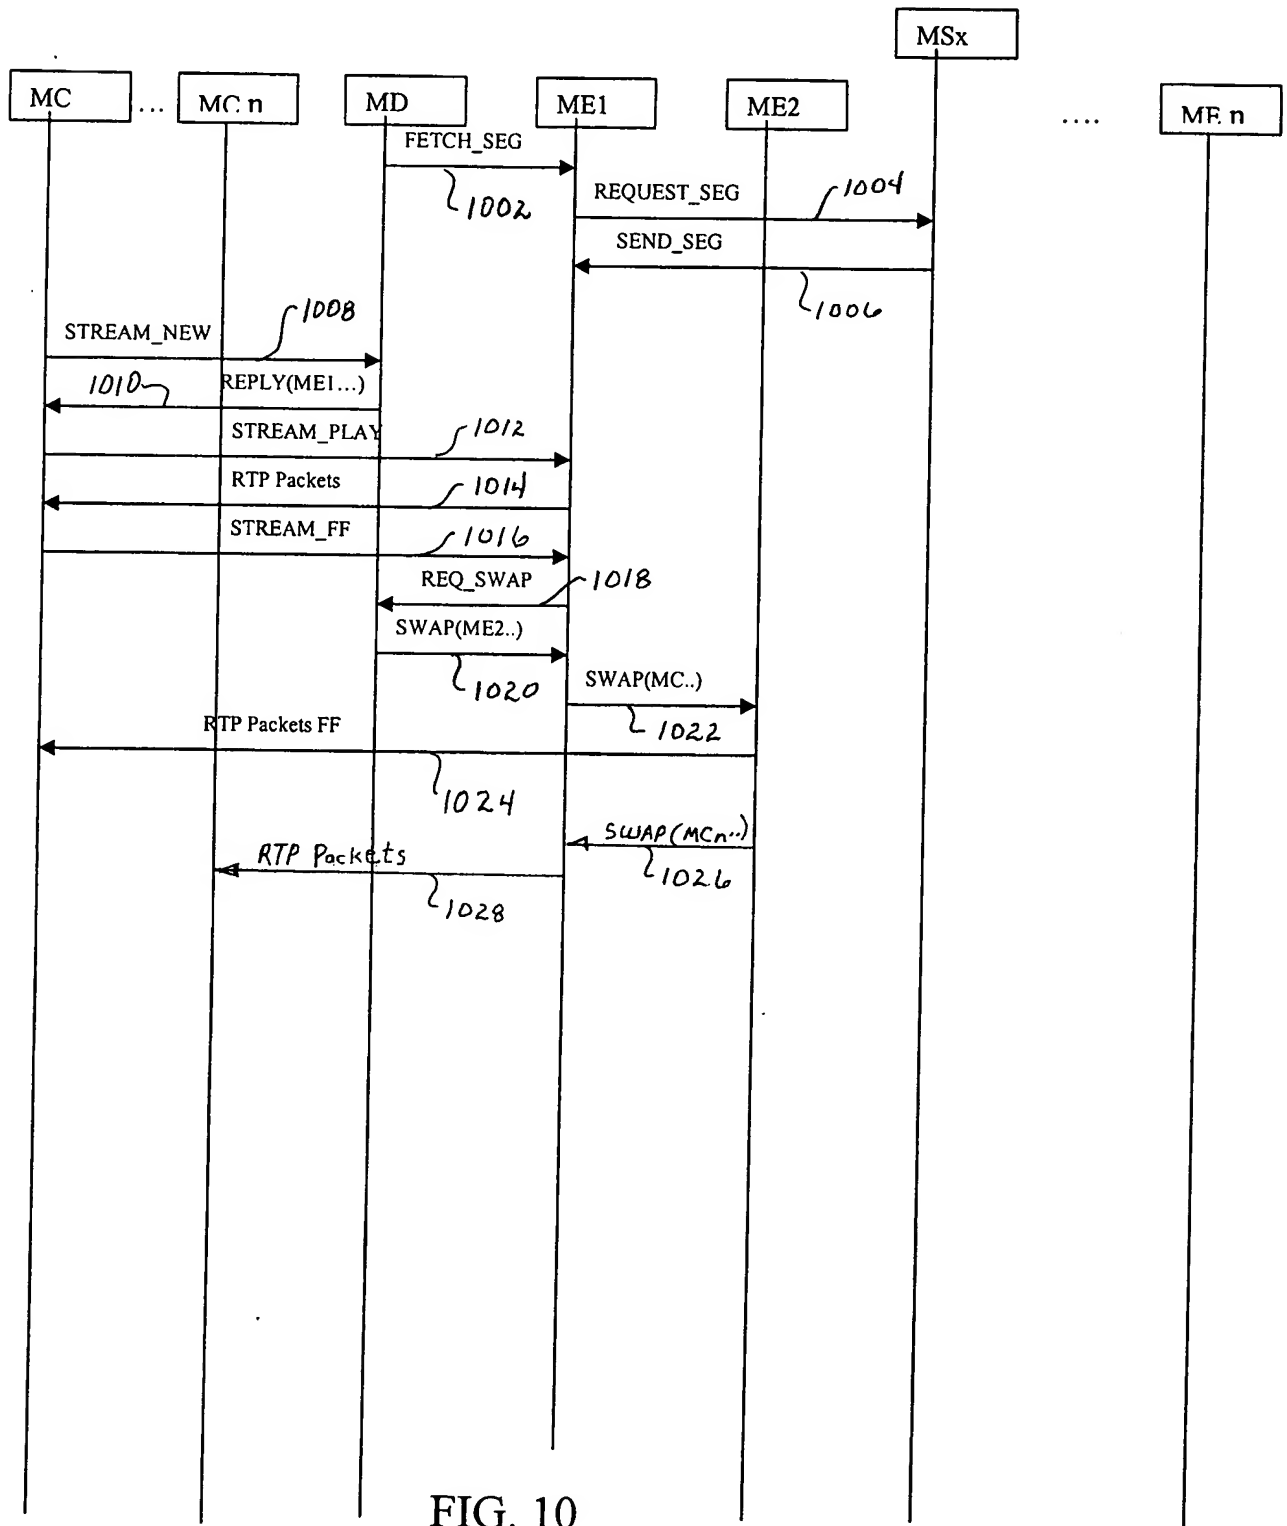 MSx
MC
...
MC n
MD
ME1
ME2
....
ME n
FETCH_SEG
1002
REQUEST_SEG
1004
SEND_SEG
1006
STREAM_NEW
1008
1010
REPLY(ME1...)
STREAM_PLAY
1012
RTP Packets
1014
STREAM_FF
1016
REQ_SWAP
1018
SWAP(ME2..)
1020
SWAP(MC..)
1022
RTP Packets FF
1024
SWAP(MCn..)
1026
RTP Packets
1028
FIG. 10